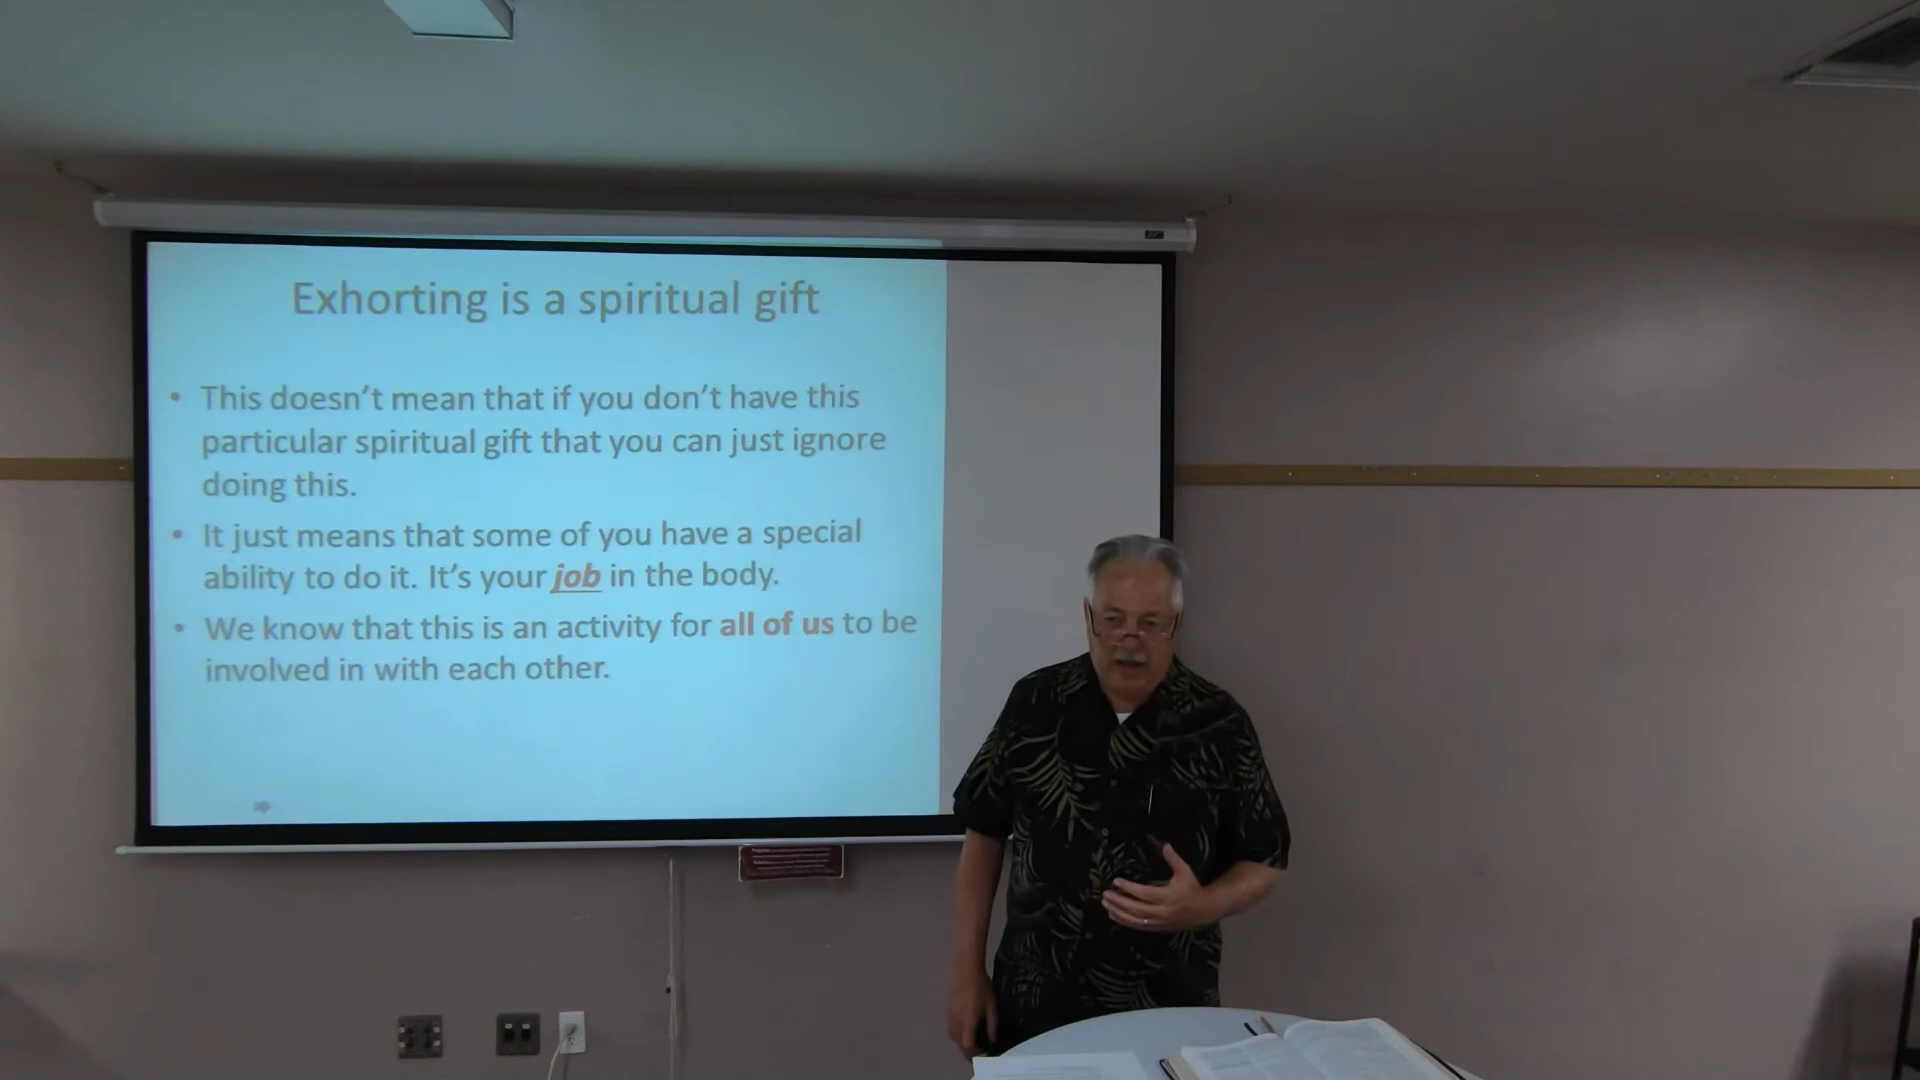 Exhorting is a spiritual gift
• This doesn't mean that if you don't have this
particular spiritual gift that you can just ignore
doing this.
• It just means that some of you have a special
ability to do it. It's your job in the body.
• We know that this is an activity for all of us to be
involved in with each other.